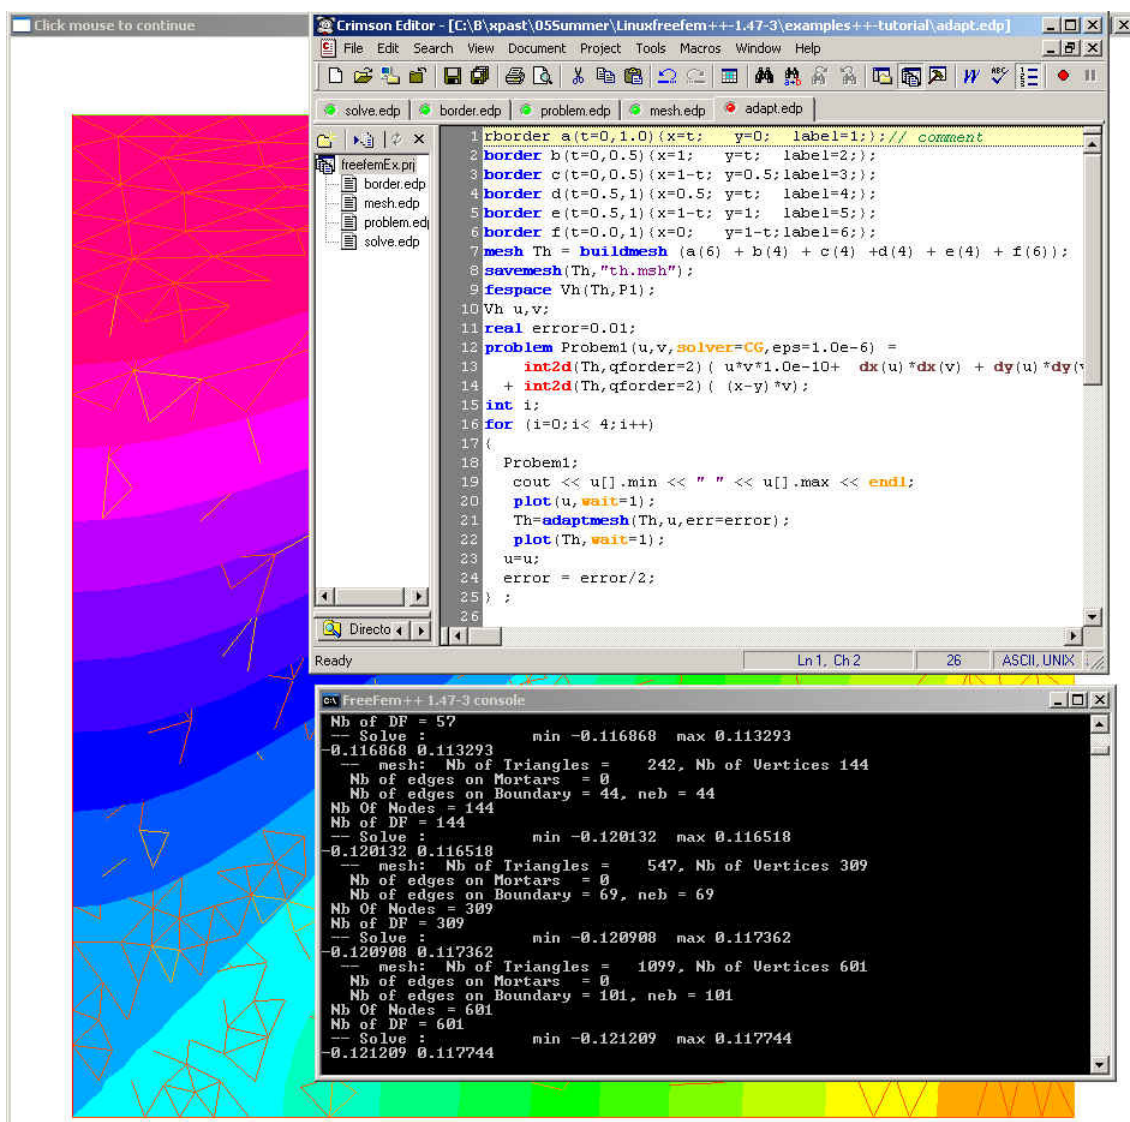 Click mouse to continue
Crimson Editor - [C:\B\xpast\05Summer\Linuxfreefem++-1.47-3\examples++-tutorial\adapt.edp]
File Edit Search View Document Project Tools Macros Window Help
solve.edp border.edp problem.edp mesh.edp adapt.edp
freefemEx.prj
border.edp
mesh.edp
problem.edp
solve.edp
Directo
1 rborder a(t=0,1.0){x=t; y=0; label=1;};// comment
2 border b(t=0,0.5){x=1; y=t; label=2;};
3 border c(t=0,0.5){x=1-t; y=0.5;label=3;};
4 border d(t=0.5,1){x=0.5; y=t; label=4;};
5 border e(t=0.5,1){x=1-t; y=1; label=5;};
6 border f(t=0.0,1){x=0; y=1-t;label=6;};
7 mesh Th = buildmesh (a(6) + b(4) + c(4) +d(4) + e(4) + f(6));
8 savemesh(Th,"th.msh");
9 fespace Vh(Th,P1);
10 Vh u,v;
11 real error=0.01;
12 problem Probem1(u,v,solver=CG,eps=1.0e-6) =
13 int2d(Th,qforder=2)( u*v*1.0e-10+ dx(u)*dx(v) + dy(u)*dy(v
14 + int2d(Th,qforder=2)( (x-y)*v);
15 int i;
16 for (i=0;i< 4;i++)
17 {
18 Probem1;
19 cout << u[].min << " " << u[].max << endl;
20 plot(u,wait=1);
21 Th=adaptmesh(Th,u,err=error);
22 plot(Th,wait=1);
23 u=u;
24 error = error/2;
25 } ;
26
Ready Ln 1, Ch 2 26 ASCII, UNIX
FreeFem++ 1.47-3 console
Nb of DF = 57
-- Solve : min -0.116868 max 0.113293
-0.116868 0.113293
-- mesh: Nb of Triangles = 242, Nb of Vertices 144
Nb of edges on Mortars = 0
Nb of edges on Boundary = 44, neb = 44
Nb Of Nodes = 144
Nb of DF = 144
-- Solve : min -0.120132 max 0.116518
-0.120132 0.116518
-- mesh: Nb of Triangles = 547, Nb of Vertices 309
Nb of edges on Mortars = 0
Nb of edges on Boundary = 69, neb = 69
Nb Of Nodes = 309
Nb of DF = 309
-- Solve : min -0.120908 max 0.117362
-0.120908 0.117362
-- mesh: Nb of Triangles = 1099, Nb of Vertices 601
Nb of edges on Mortars = 0
Nb of edges on Boundary = 101, neb = 101
Nb Of Nodes = 601
Nb of DF = 601
-- Solve : min -0.121209 max 0.117744
-0.121209 0.117744